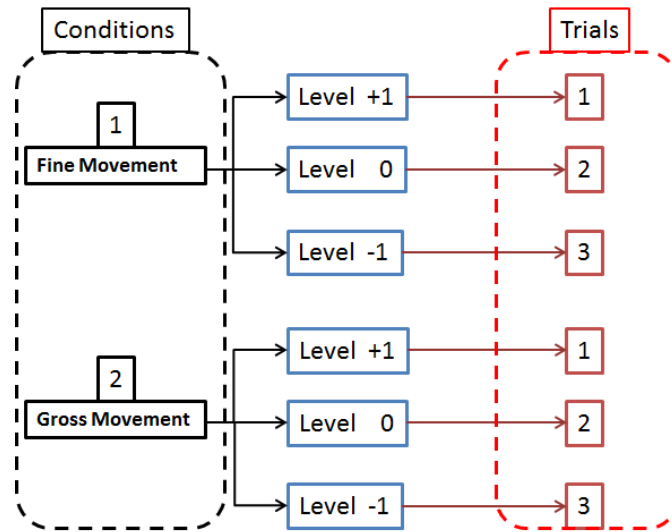 Conditions
Trials
1
Fine Movement
Level +1
1
Level 0
2
Level -1
3
2
Gross Movement
Level +1
1
Level 0
2
Level -1
3